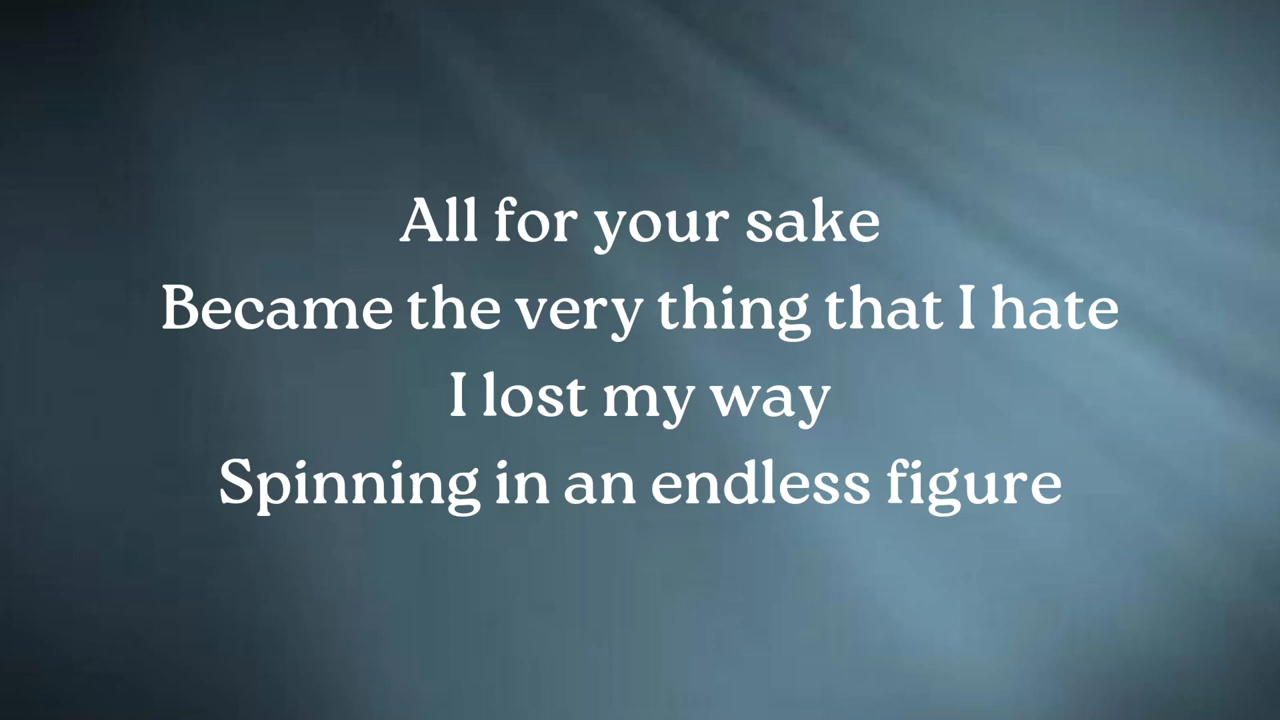 All for your sake
Became the very thing that I hate
I lost my way
Spinning in an endless figure